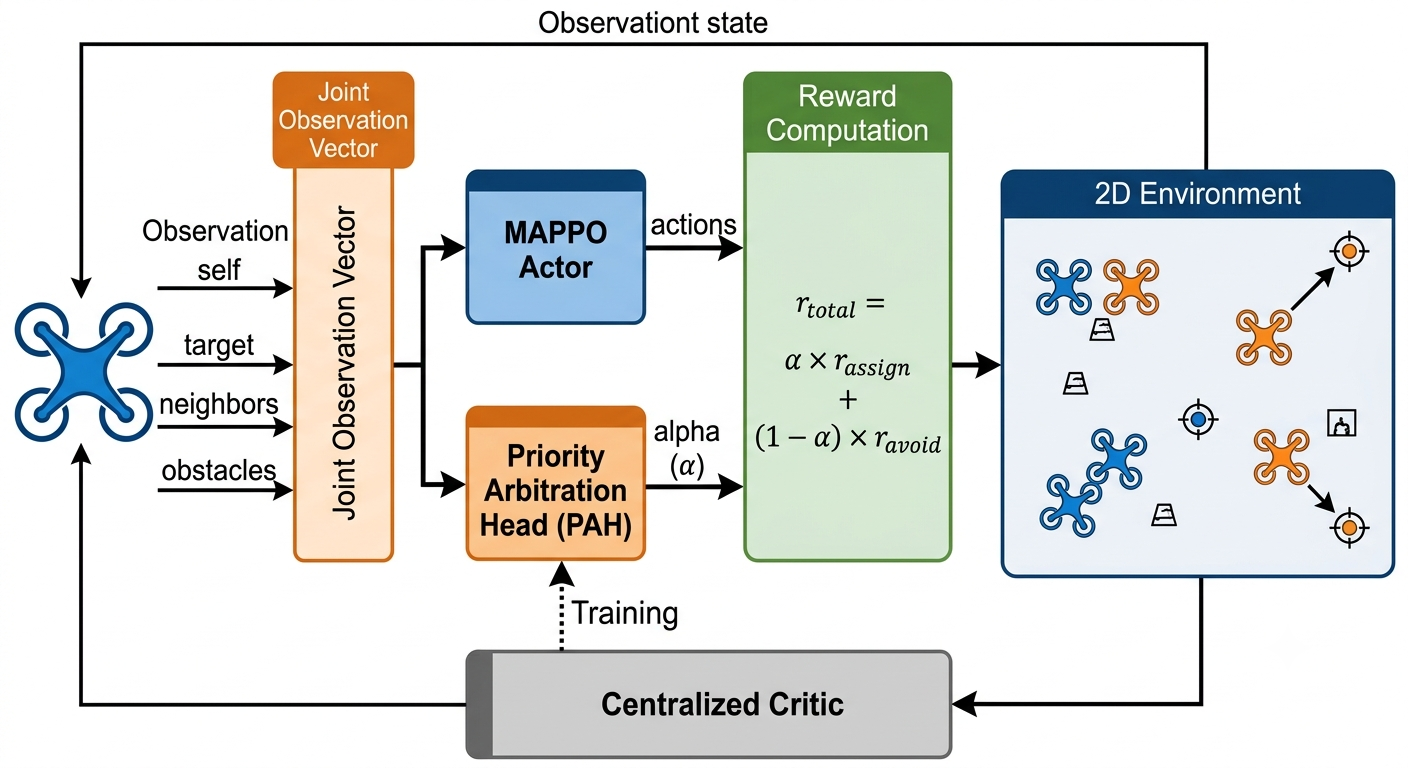 Observationt state
Joint
Observation
Vector
Reward
Computation
2D Environment
Observation
self
target
neighbors
obstacles
Joint Observation Vector
MAPPO
Actor
actions
Priority
Arbitration
Head (PAH)
alpha
(α)
r_total =
α × r_assign
+
(1 − α) × r_avoid
Training
Centralized Critic